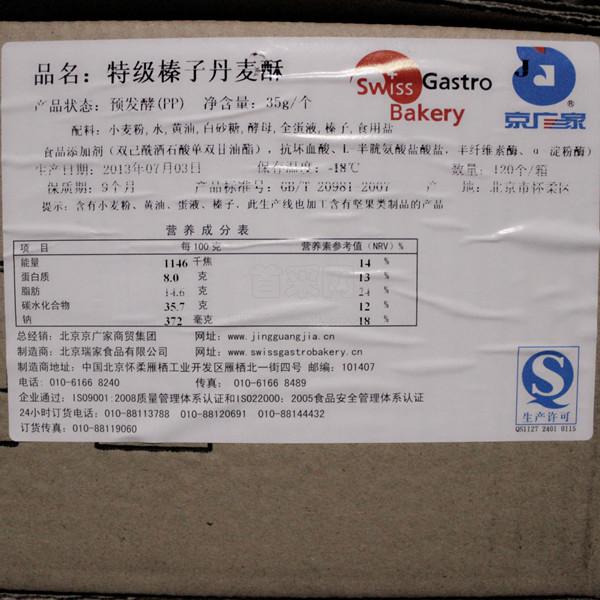 品名：特级榛子丹麦酥
Swiss Gastro Bakery
J
京广家
®
产品状态：预发酵(PP) 净含量：35g/个
配料：小麦粉,水,黄油,白砂糖,酵母,全蛋液,榛子,食用盐
食品添加剂（双乙酰酒石酸单双甘油酯），抗坏血酸、L-半胱氨酸盐酸盐，半纤维素酶、α-淀粉酶）
生产日期：2013年07月03日 保存温度：-18℃ 数量：120个/箱
保质期：9个月 产品标准号：GB/T 20981-2007 产 地：北京市怀柔区
提示：含有小麦粉、黄油、蛋液、榛子，此生产线也加工含有坚果类制品的产品
营养成分表
项目 每100克 营养素参考值（NRV）%
能量 1146 千焦 14 %
蛋白质 8.0 克 13 %
脂肪 14.6 克 24 %
碳水化合物 35.7 克 12 %
钠 372 毫克 18 %
总经销：北京京广家商贸集团 网址：www.jingguangjia.cn
制造商：北京瑞家食品有限公司 网址：www.swissgastrobakery.cn
制造商地址：中国北京怀柔雁栖工业开发区雁栖北一街四号 邮编：101407
电话：010-6166 8240 传真：010-6166 8489
企业通过：ISO9001:2008质量管理体系认证和ISO22000：2005食品安全管理体系认证
24小时订货电话：010-88113788 010-88120691 010-88144432
订货传真：010-88119060
生产许可
QS1127 2401 0115